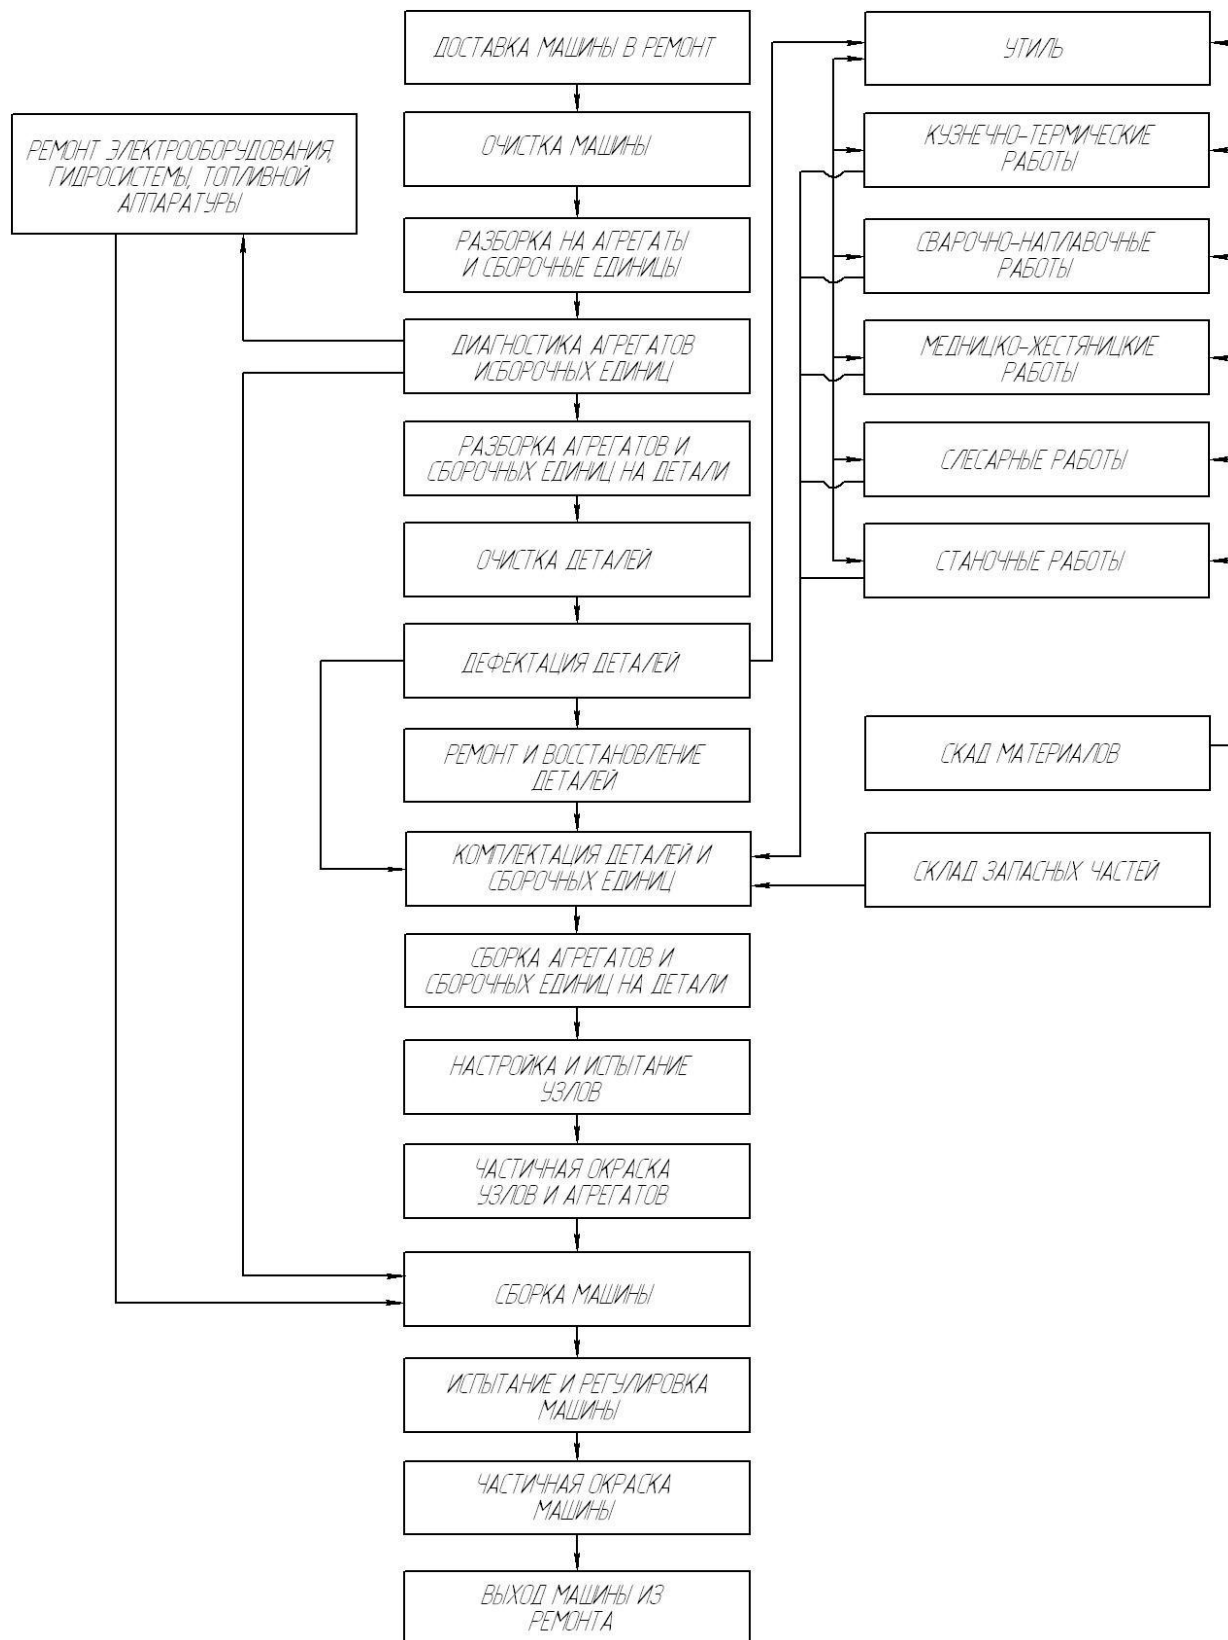 ДОСТАВКА МАШИНЫ В РЕМОНТ
ОЧИСТКА МАШИНЫ
РАЗБОРКА НА АГРЕГАТЫ
И СБОРОЧНЫЕ ЕДИНИЦЫ
ДИАГНОСТИКА АГРЕГАТОВ
ИСБОРОЧНЫХ ЕДИНИЦ
РАЗБОРКА АГРЕГАТОВ И
СБОРОЧНЫХ ЕДИНИЦ НА ДЕТАЛИ
ОЧИСТКА ДЕТАЛЕЙ
ДЕФЕКТАЦИЯ ДЕТАЛЕЙ
РЕМОНТ И ВОССТАНОВЛЕНИЕ
ДЕТАЛЕЙ
КОМПЛЕКТАЦИЯ ДЕТАЛЕЙ И
СБОРОЧНЫХ ЕДИНИЦ
СБОРКА АГРЕГАТОВ И
СБОРОЧНЫХ ЕДИНИЦ НА ДЕТАЛИ
НАСТРОЙКА И ИСПЫТАНИЕ
УЗЛОВ
ЧАСТИЧНАЯ ОКРАСКА
УЗЛОВ И АГРЕГАТОВ
СБОРКА МАШИНЫ
ИСПЫТАНИЕ И РЕГУЛИРОВКА
МАШИНЫ
ЧАСТИЧНАЯ ОКРАСКА
МАШИНЫ
ВЫХОД МАШИНЫ ИЗ
РЕМОНТА
РЕМОНТ ЭЛЕКТРООБОРУДОВАНИЯ,
ГИДРОСИСТЕМЫ, ТОПЛИВНОЙ
АППАРАТУРЫ
УТИЛЬ
КУЗНЕЧНО-ТЕРМИЧЕСКИЕ
РАБОТЫ
СВАРОЧНО-НАПЛАВОЧНЫЕ
РАБОТЫ
МЕДНИЦКО-ЖЕСТЯНИЦКИЕ
РАБОТЫ
СЛЕСАРНЫЕ РАБОТЫ
СТАНОЧНЫЕ РАБОТЫ
СКАД МАТЕРИАЛОВ
СКЛАД ЗАПАСНЫХ ЧАСТЕЙ